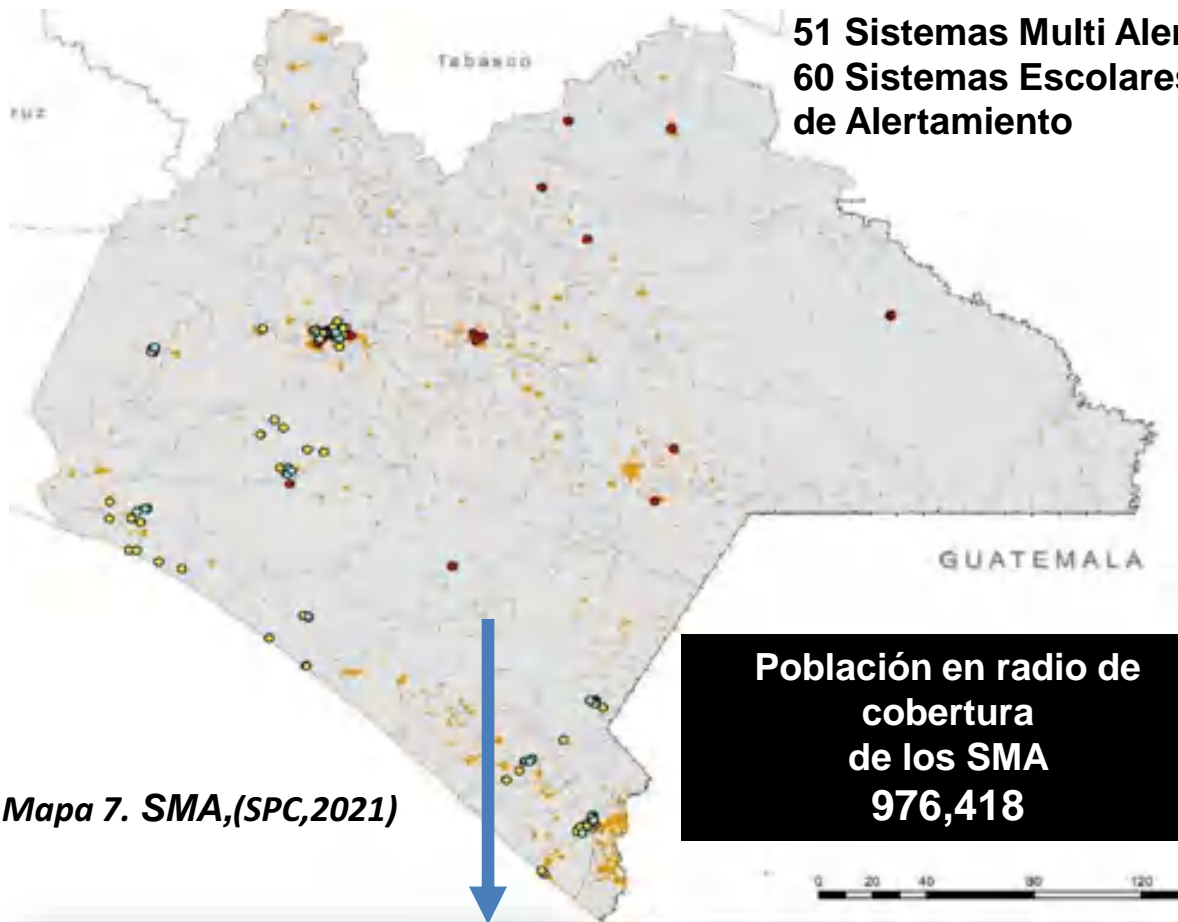 51 Sistemas Multi Aler
60 Sistemas Escolares
de Alertamiento
Tabasco
ruz
GUATEMALA
Población en radio de
cobertura
de los SMA
976,418
Mapa 7. SMA,(SPC,2021)
0 20 40 80 120